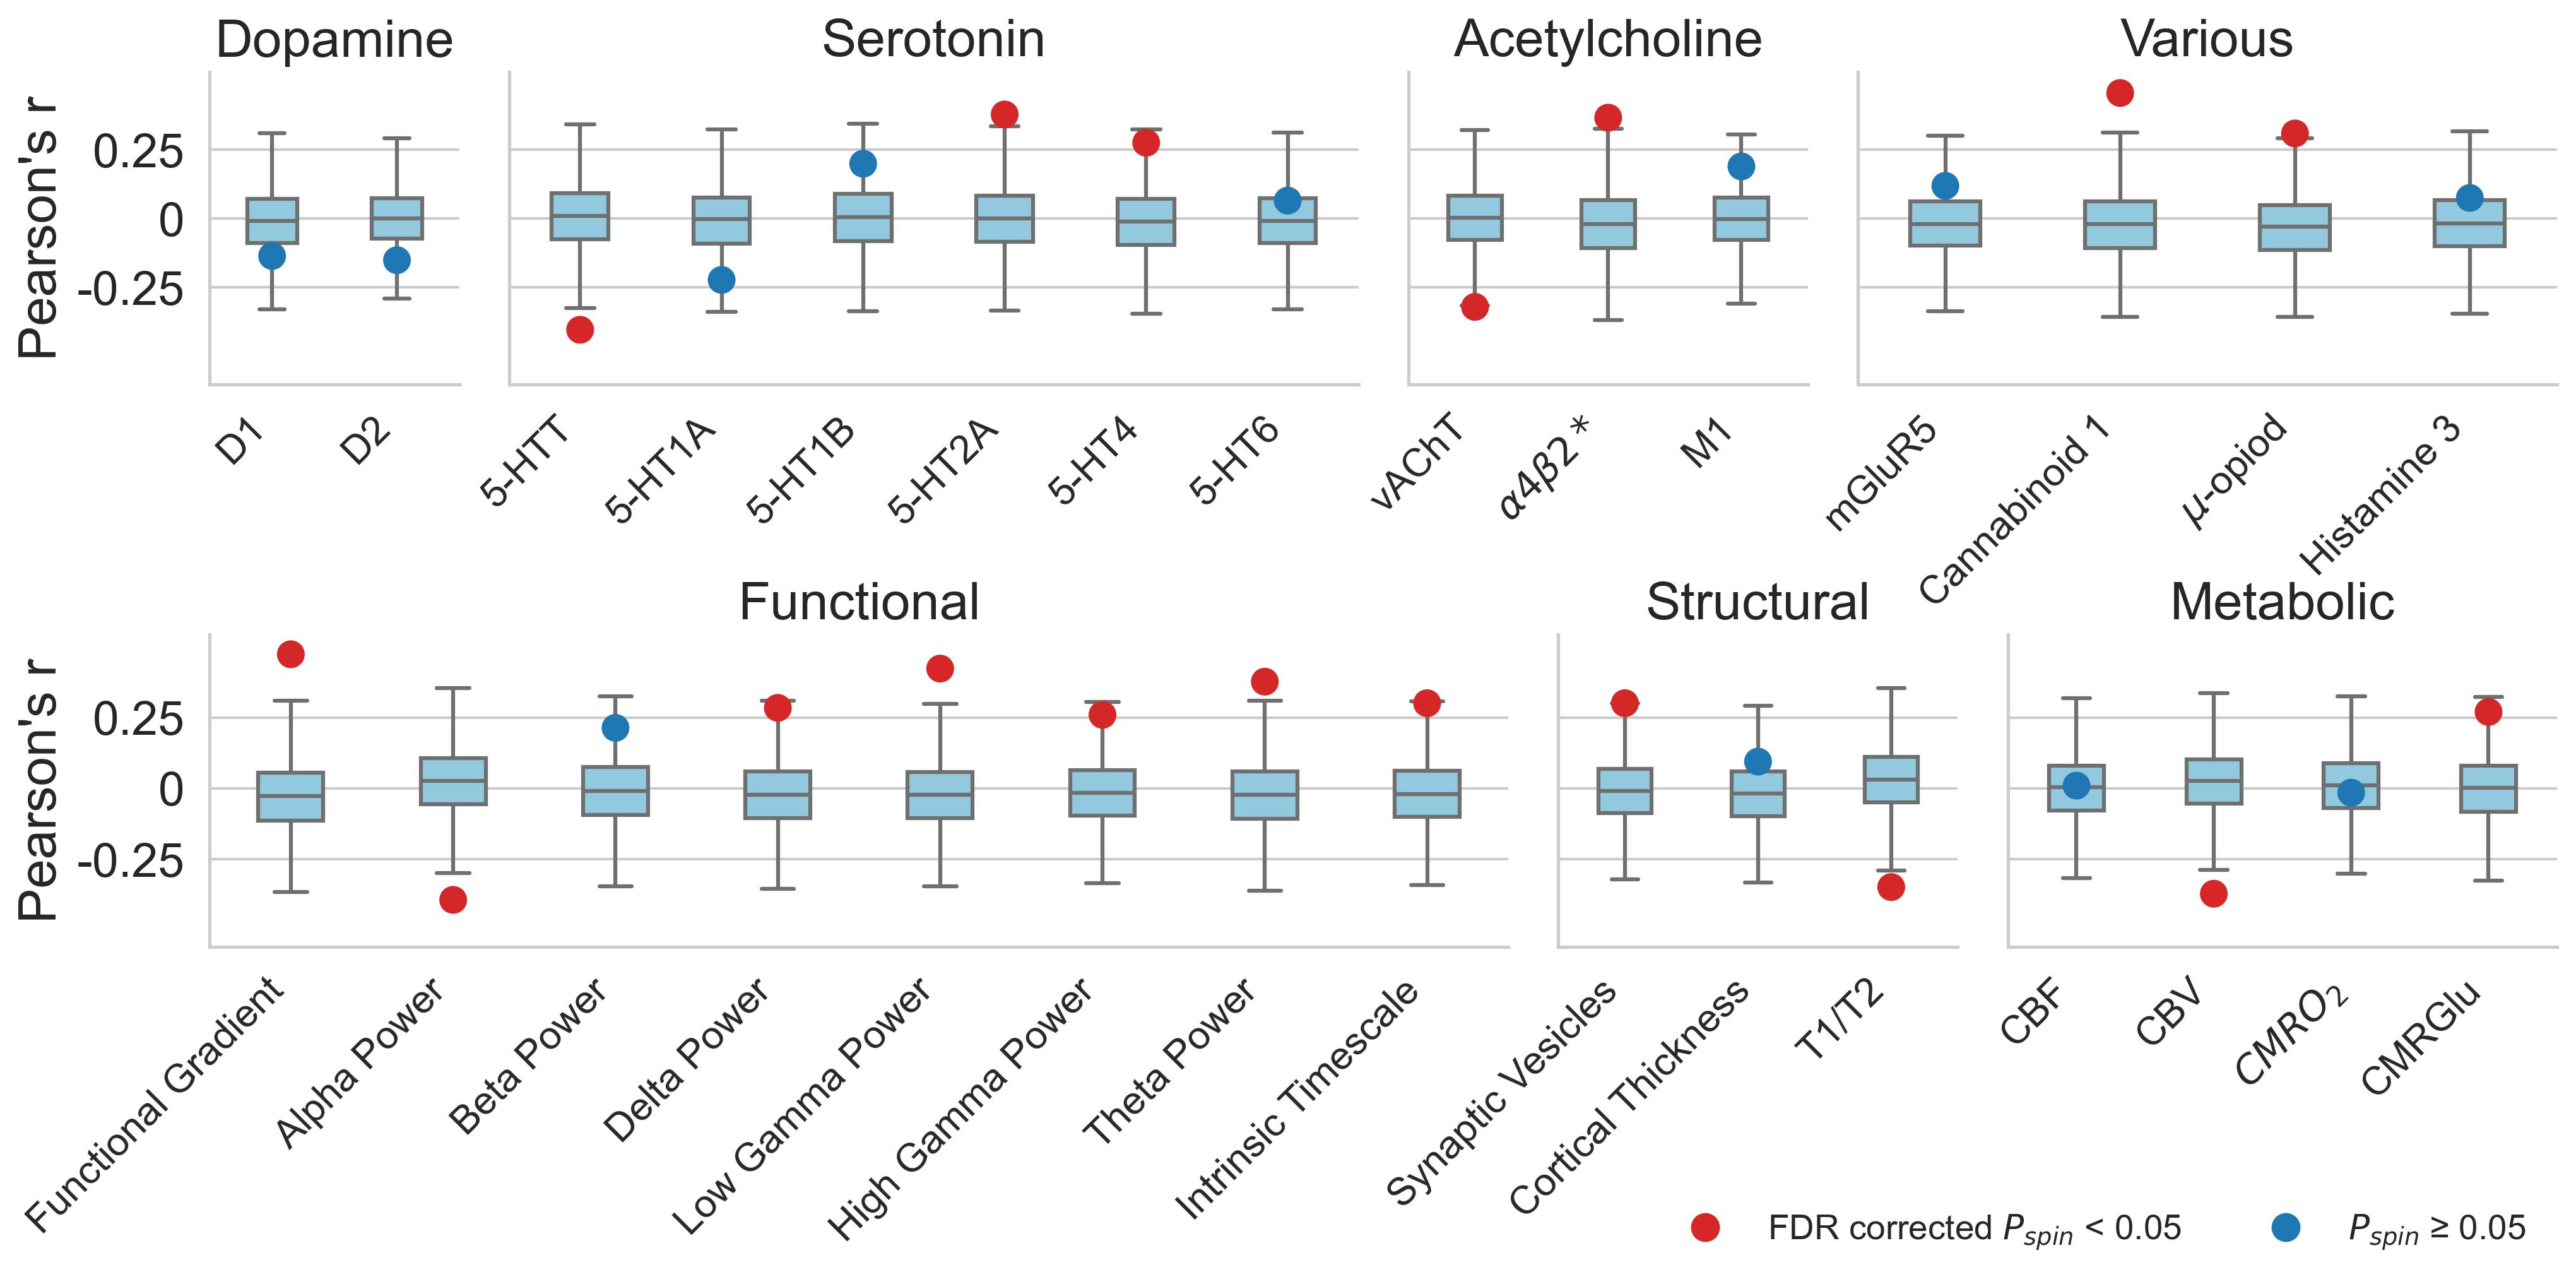 Dopamine
Serotonin
Acetylcholine
Various
Pearson's r
0.25
0
-0.25
D1
D2
5-HTT
5-HT1A
5-HT1B
5-HT2A
5-HT4
5-HT6
vAChT
α4β2*
M1
mGluR5
Cannabinoid 1
μ-opiod
Histamine 3
Functional
Structural
Metabolic
Pearson's r
0.25
0
-0.25
Functional Gradient
Alpha Power
Beta Power
Delta Power
Low Gamma Power
High Gamma Power
Theta Power
Intrinsic Timescale
Synaptic Vesicles
Cortical Thickness
T1/T2
CBF
CBV
CMRO₂
CMRGlu
FDR corrected P_spin < 0.05
P_spin ≥ 0.05